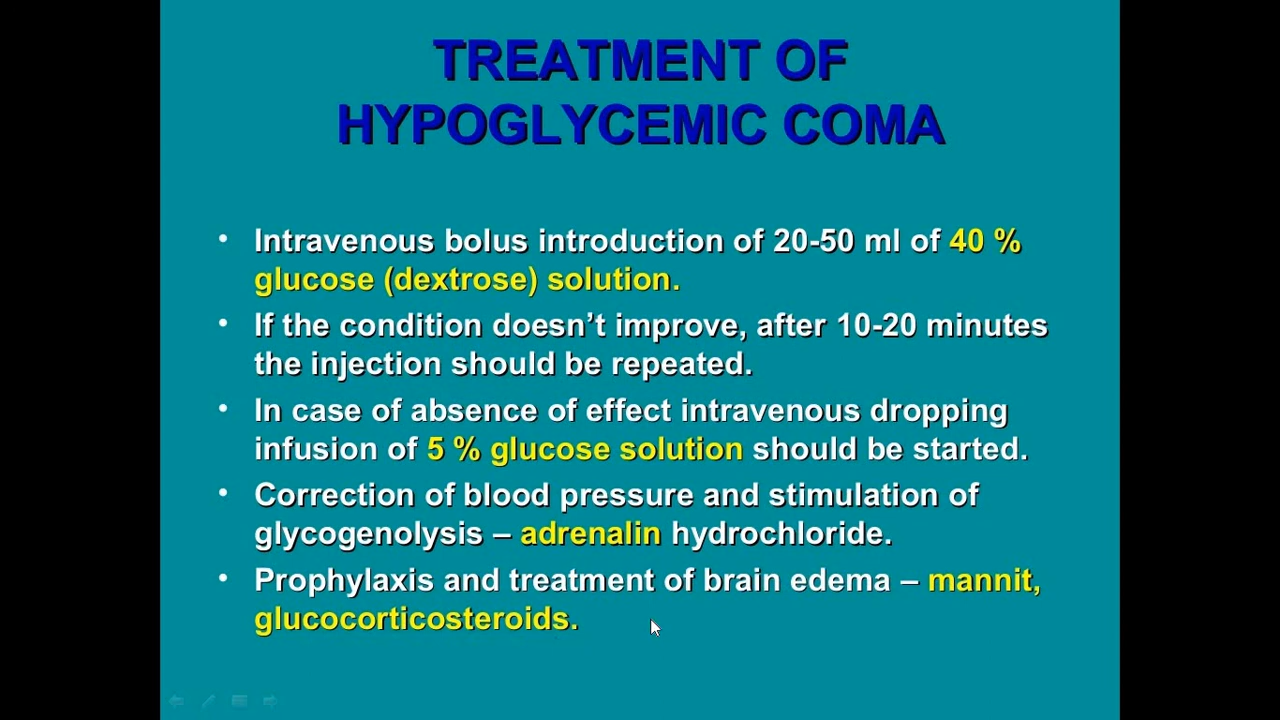 TREATMENT OF
HYPOGLYCEMIC COMA
• Intravenous bolus introduction of 20-50 ml of 40 %
glucose (dextrose) solution.
• If the condition doesn’t improve, after 10-20 minutes
the injection should be repeated.
• In case of absence of effect intravenous dropping
infusion of 5 % glucose solution should be started.
• Correction of blood pressure and stimulation of
glycogenolysis – adrenalin hydrochloride.
• Prophylaxis and treatment of brain edema – mannit,
glucocorticosteroids.